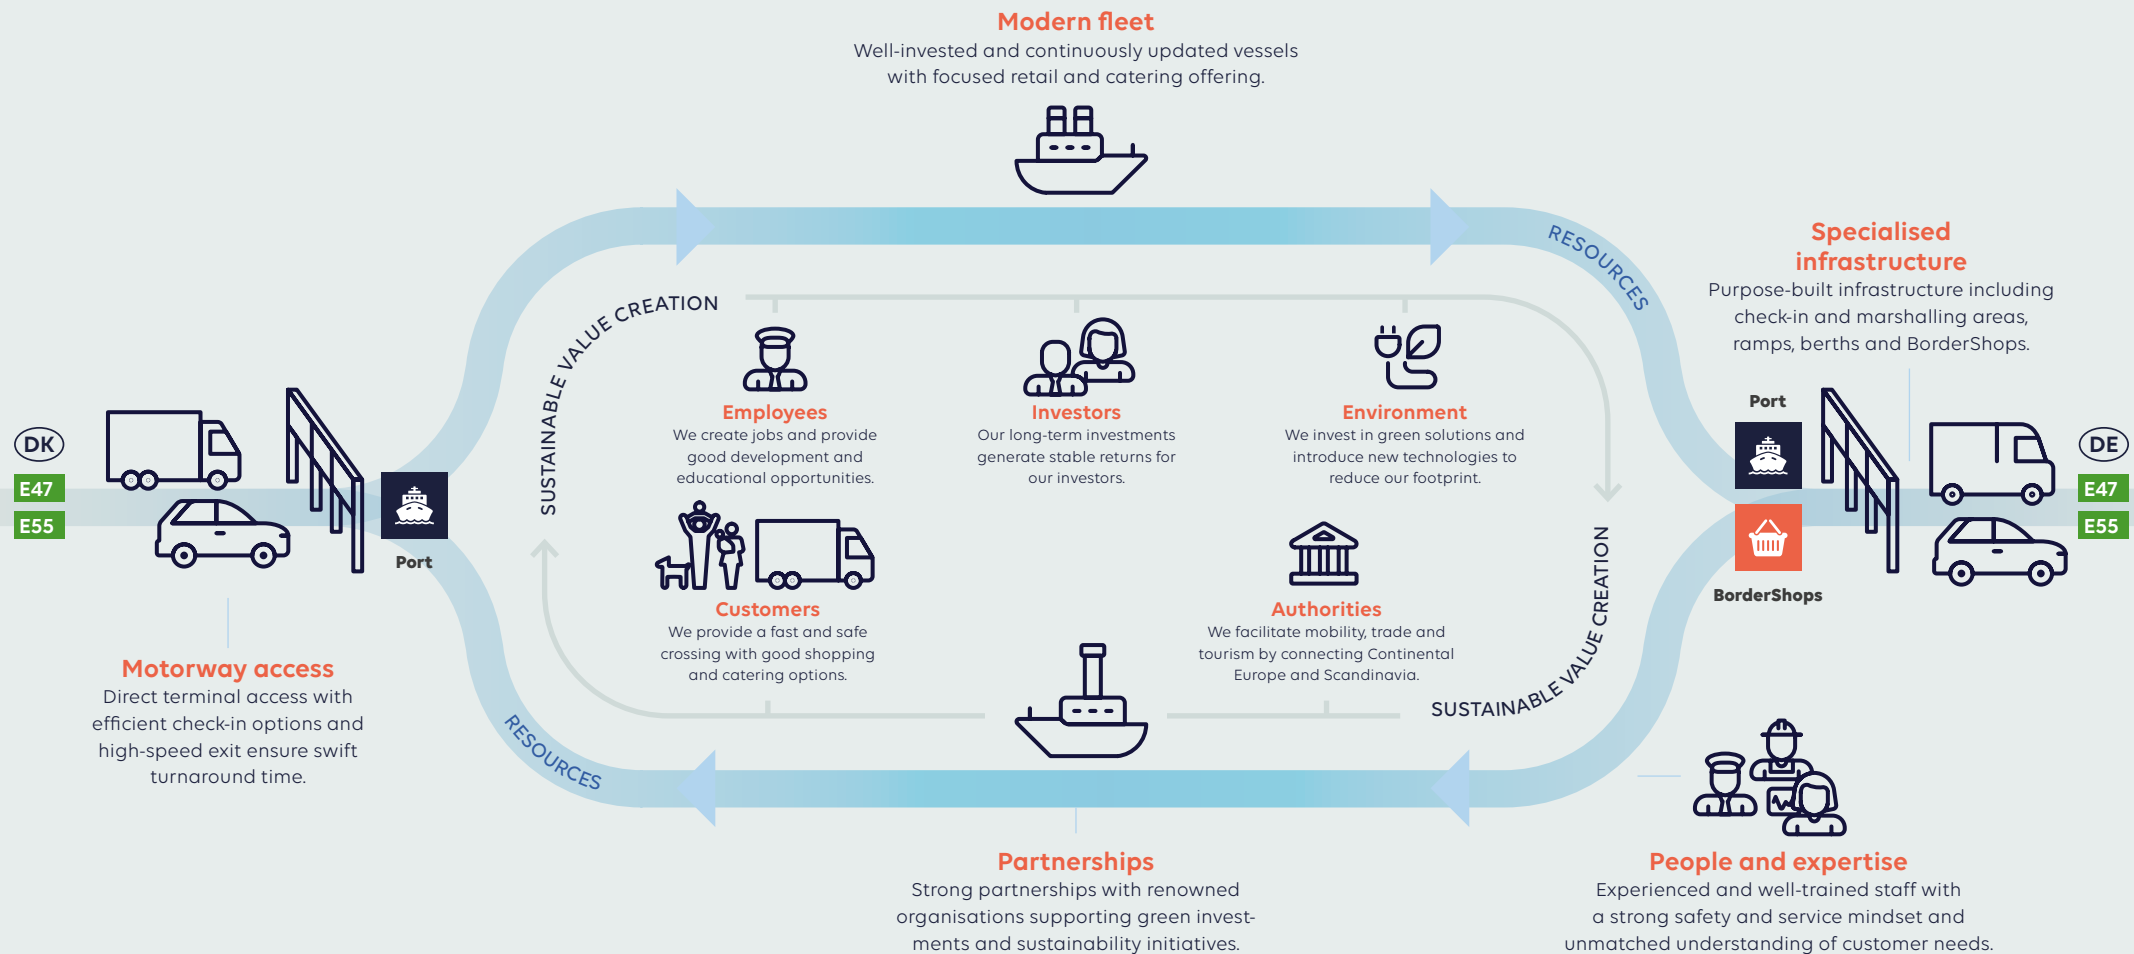 Modern fleet
Well-invested and continuously updated vessels
with focused retail and catering offering.
RESOURCES
Specialised
infrastructure
Purpose-built infrastructure including
check-in and marshalling areas,
ramps, berths and BorderShops.
SUSTAINABLE VALUE CREATION
Employees
We create jobs and provide
good development and
educational opportunities.
Investors
Our long-term investments
generate stable returns for
our investors.
Environment
We invest in green solutions and
introduce new technologies to
reduce our footprint.
DK
E47
E55
Port
Port
BorderShops
DE
E47
E55
Customers
We provide a fast and safe
crossing with good shopping
and catering options.
Authorities
We facilitate mobility, trade and
tourism by connecting Continental
Europe and Scandinavia.
SUSTAINABLE VALUE CREATION
Motorway access
Direct terminal access with
efficient check-in options and
high-speed exit ensure swift
turnaround time.
RESOURCES
Partnerships
Strong partnerships with renowned
organisations supporting green invest-
ments and sustainability initiatives.
People and expertise
Experienced and well-trained staff with
a strong safety and service mindset and
unmatched understanding of customer needs.